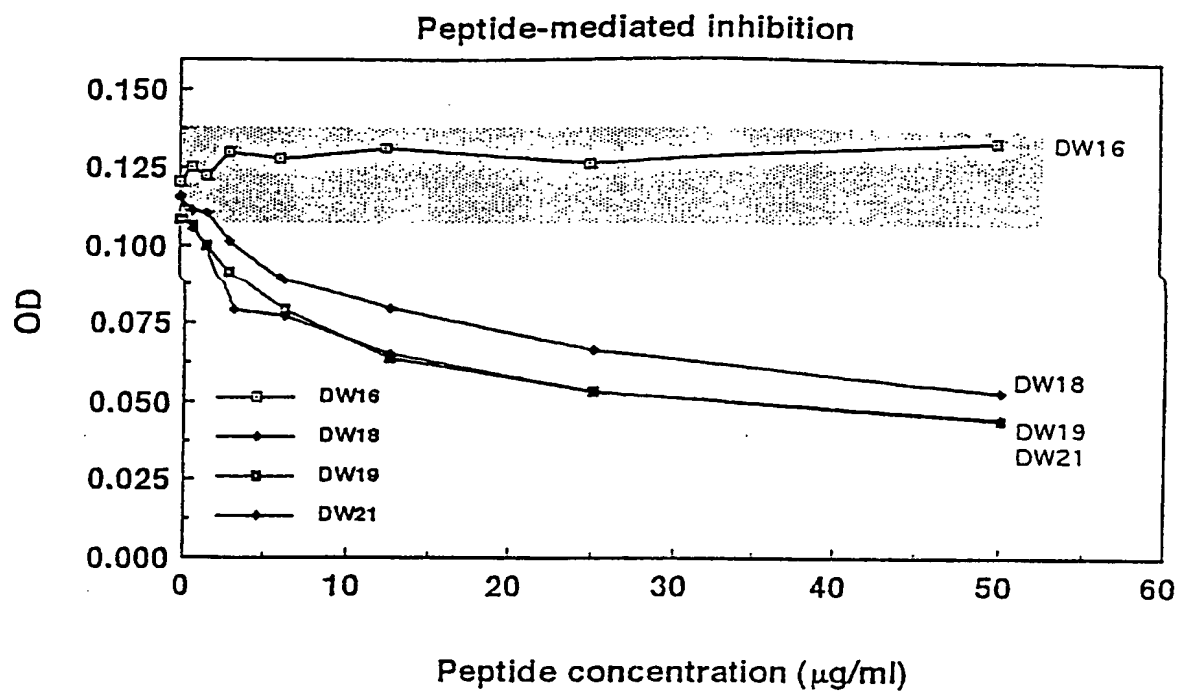 Peptide-mediated inhibition
0.150
0.125
0.100
0.075
0.050
0.025
0.000
OD
DW16
DW18
DW19
DW21
DW16
DW18
DW19
DW21
0 10 20 30 40 50 60
Peptide concentration (μg/ml)